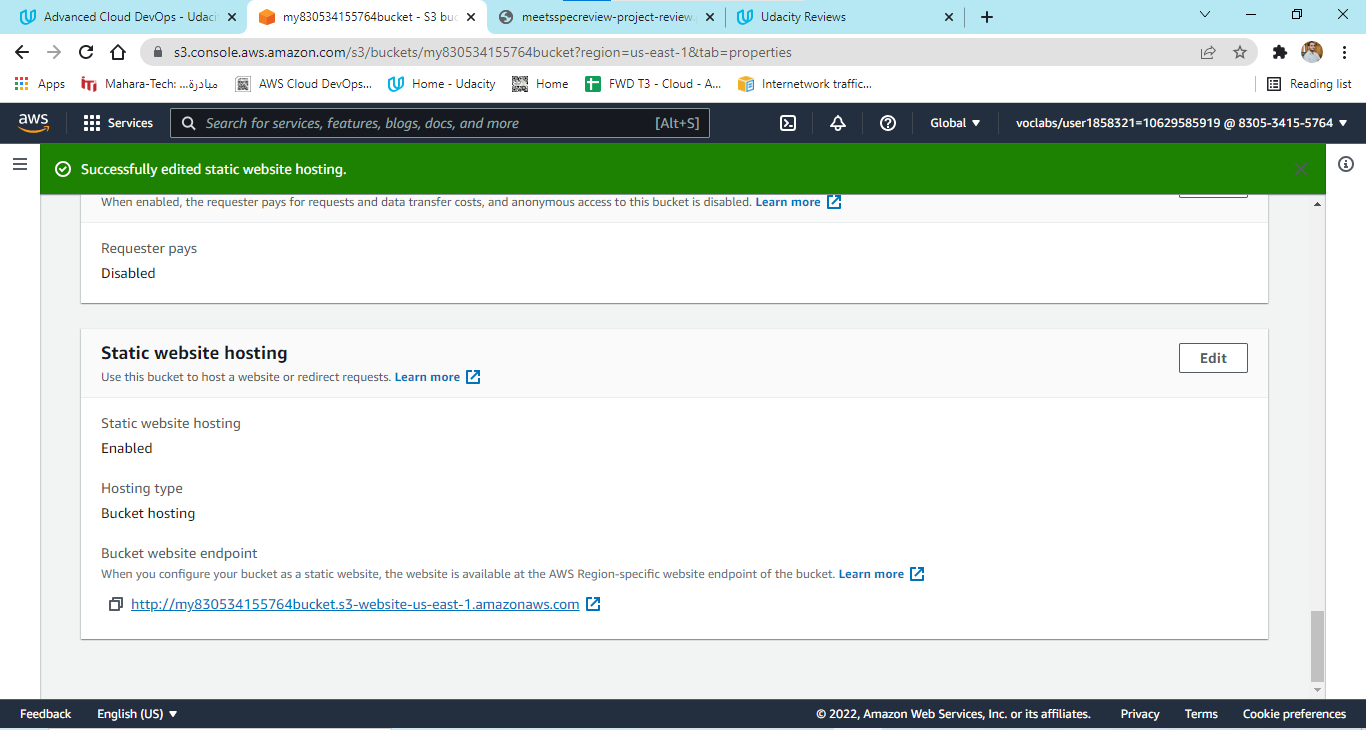 Advanced Cloud DevOps - Udaci
my830534155764bucket - S3 buc
meetsspecreview-project-review.
Udacity Reviews
s3.console.aws.amazon.com/s3/buckets/my830534155764bucket?region=us-east-1&tab=properties
Apps
Mahara-Tech: ...مبادرة
AWS Cloud DevOps...
Home - Udacity
Home
FWD T3 - Cloud - A...
Internetwork traffic...
Reading list
aws
Services
Search for services, features, blogs, docs, and more
[Alt+S]
Global
voclabs/user1858321=10629585919 @ 8305-3415-5764
Successfully edited static website hosting.
When enabled, the requester pays for requests and data transfer costs, and anonymous access to this bucket is disabled. Learn more
Requester pays
Disabled
Static website hosting
Edit
Use this bucket to host a website or redirect requests. Learn more
Static website hosting
Enabled
Hosting type
Bucket hosting
Bucket website endpoint
When you configure your bucket as a static website, the website is available at the AWS Region-specific website endpoint of the bucket. Learn more
http://my830534155764bucket.s3-website-us-east-1.amazonaws.com
Feedback
English (US)
© 2022, Amazon Web Services, Inc. or its affiliates.
Privacy
Terms
Cookie preferences